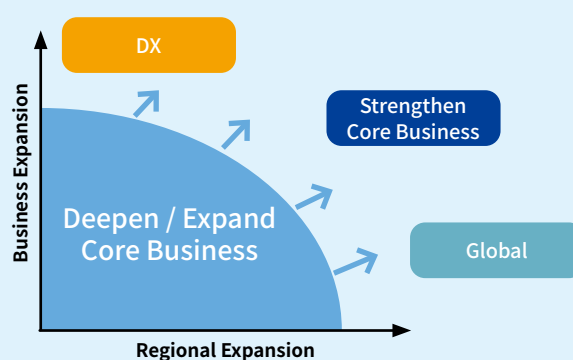 DX
Strengthen
Core Business
Business Expansion
Deepen / Expand
Core Business
Global
Regional Expansion